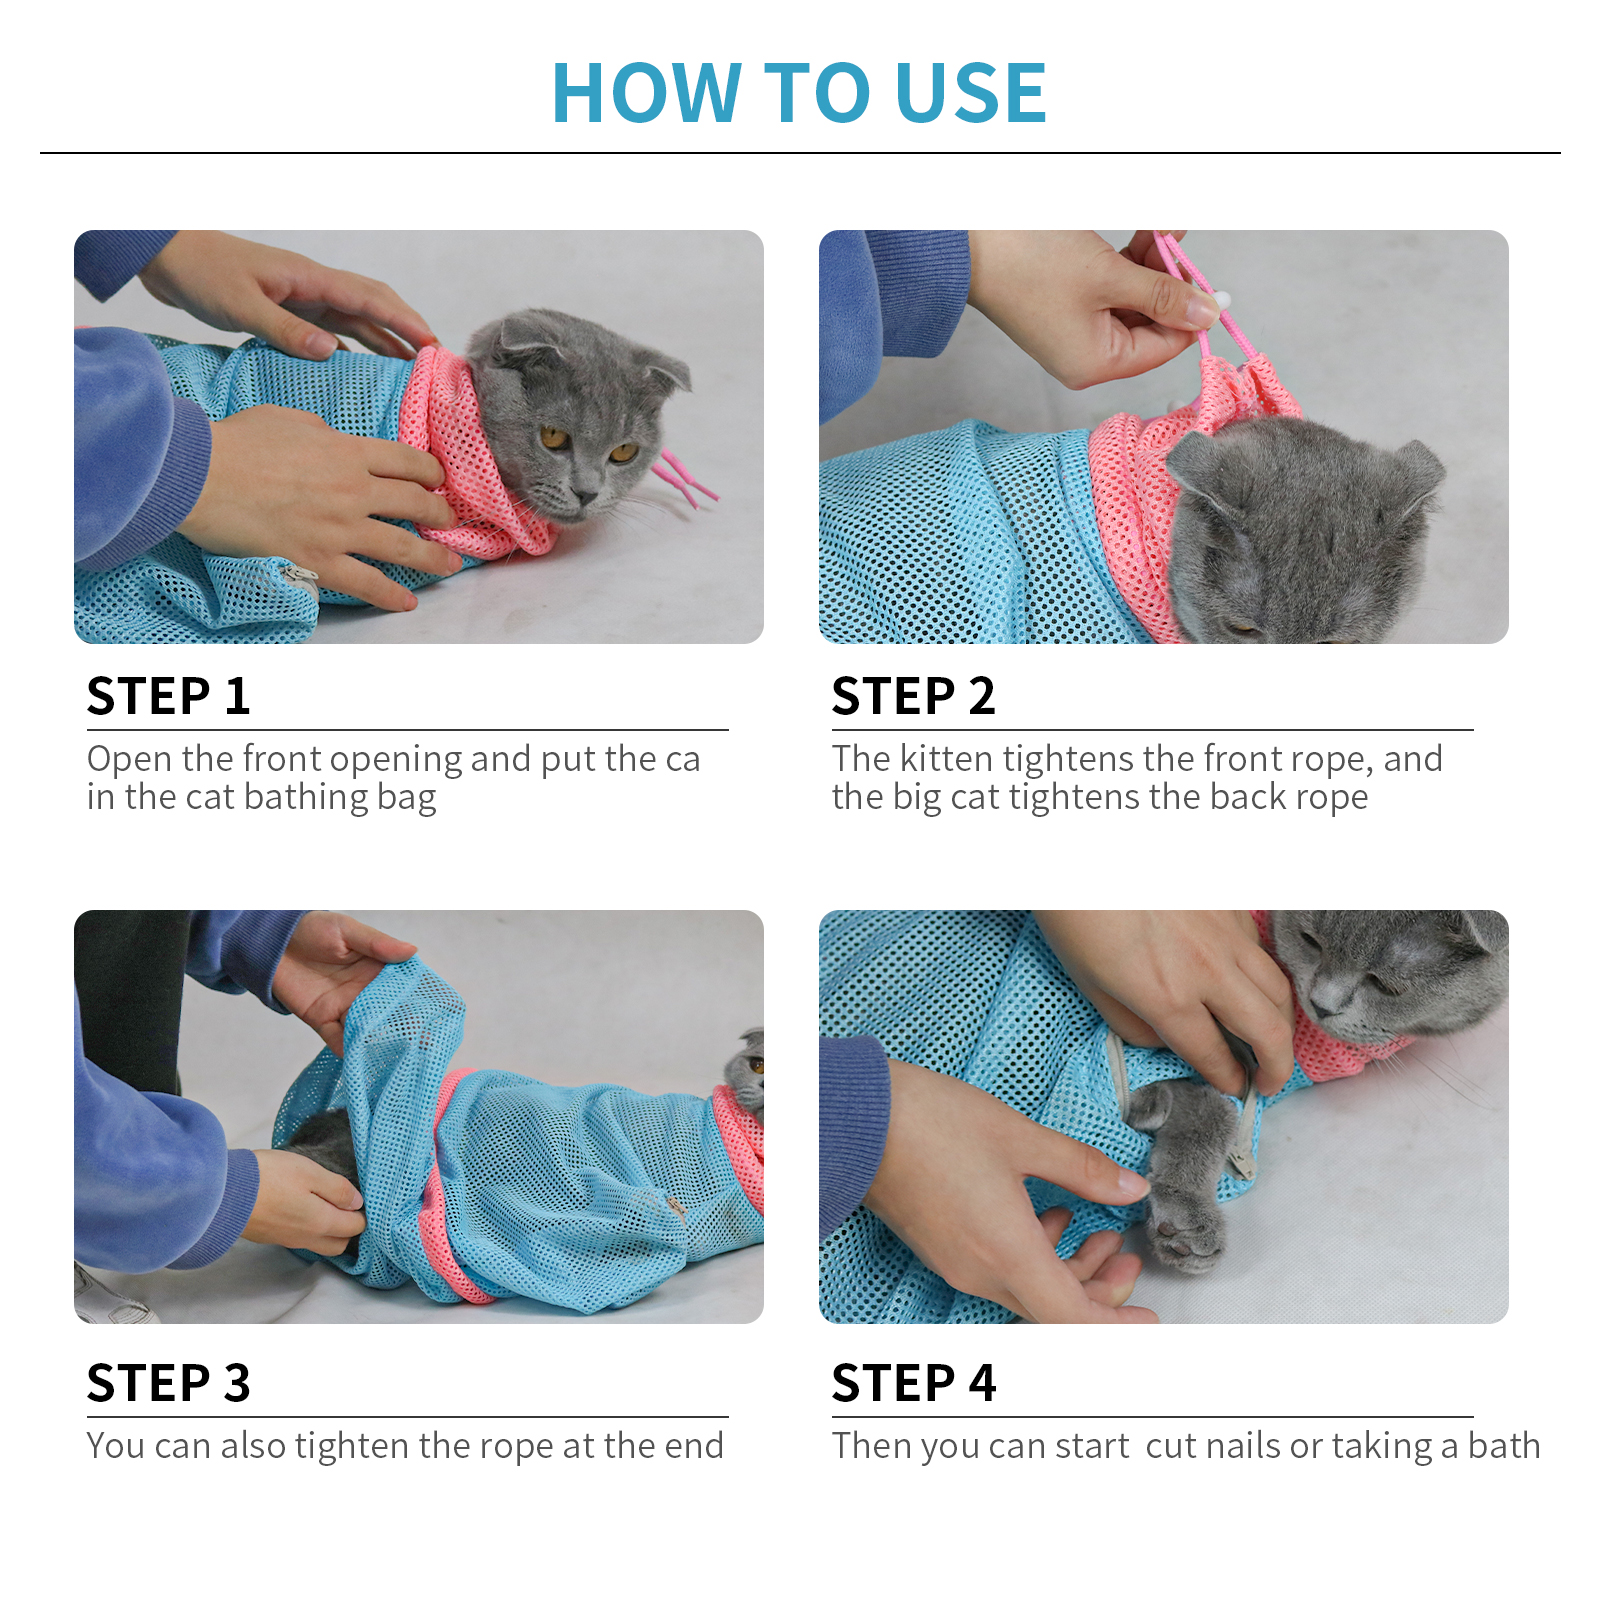 HOW TO USE
STEP 1
Open the front opening and put the ca
in the cat bathing bag
STEP 2
The kitten tightens the front rope, and
the big cat tightens the back rope
STEP 3
You can also tighten the rope at the end
STEP 4
Then you can start  cut nails or taking a bath